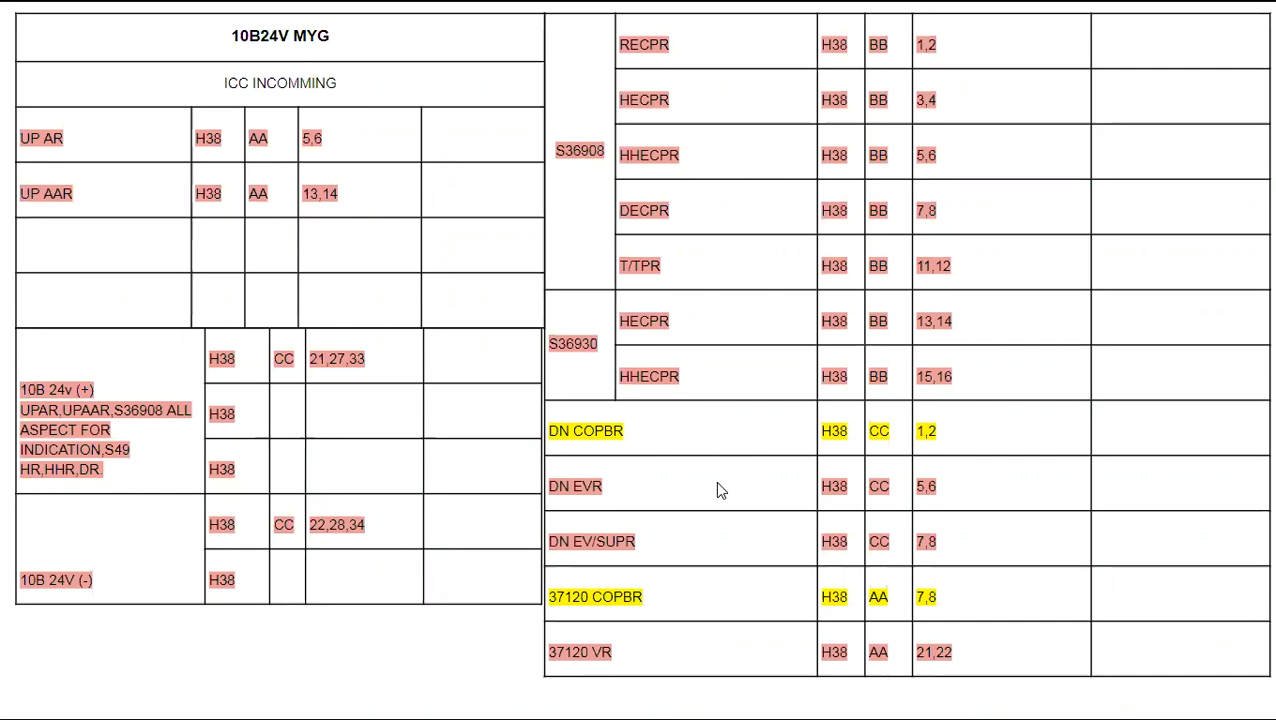 10B24V MYG
ICC INCOMMING
UP AR H38 AA 5,6
UP AAR H38 AA 13,14
10B 24v (+)
UPAR,UPAAR,S36908 ALL
ASPECT FOR
INDICATION,S49
HR,HHR,DR.
H38 CC 21,27,33
H38
H38
10B 24V (-)
H38 CC 22,28,34
H38
S36908
RECPR H38 BB 1,2
HECPR H38 BB 3,4
HHECPR H38 BB 5,6
DECPR H38 BB 7,8
T/TPR H38 BB 11,12
S36930
HECPR H38 BB 13,14
HHECPR H38 BB 15,16
DN COPBR H38 CC 1,2
DN EVR H38 CC 5,6
DN EV/SUPR H38 CC 7,8
37120 COPBR H38 AA 7,8
37120 VR H38 AA 21,22